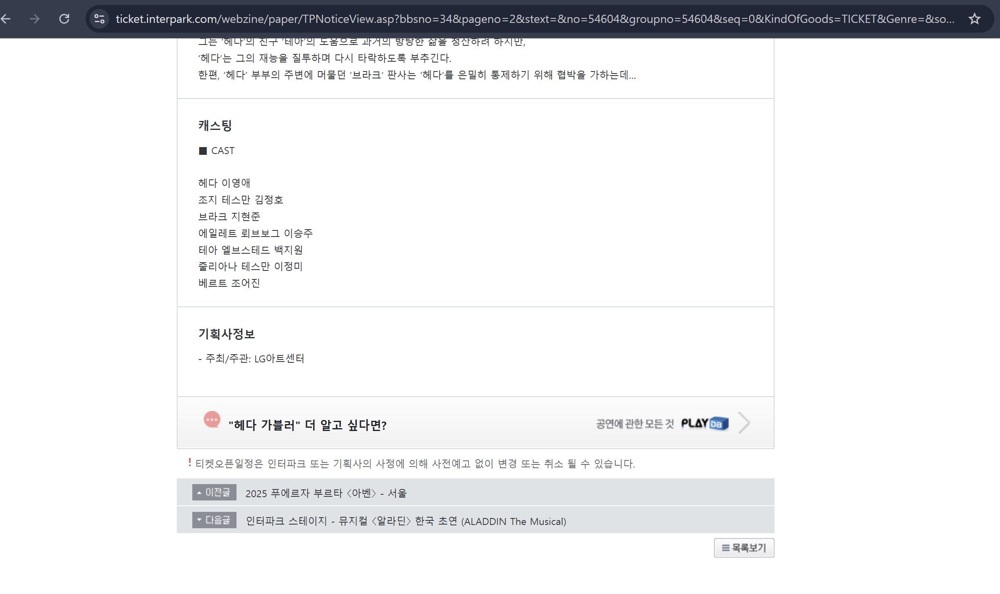 ticket.interpark.com/webzine/paper/TPNoticeView.asp?bbsno=34&pageno=2&stext=&no=54604&groupno=54604&seq=0&KindOfGoods=TICKET&Genre=&so...
그는 ‘헤다’의 친구 ‘테아’의 도움으로 과거의 방탕한 삶을 청산하려 하지만,
‘헤다’는 그의 재능을 질투하며 다시 타락하도록 부추긴다.
한편, ‘헤다’ 부부의 주변에 머물던 ‘브라크’ 판사는 ‘헤다’를 은밀히 통제하기 위해 협박을 가하는데...
캐스팅
■ CAST
헤다 이영애
조지 테스만 김정호
브라크 지현준
에일레트 뢰브보그 이승주
테아 엘브스테드 백지원
줄리아나 테스만 이정미
베르트 조어진
기획사정보
- 주최/주관: LG아트센터
"헤다 가블러" 더 알고 싶다면?
공연에 관한 모든 것 PLAY DB
! 티켓오픈일정은 인터파크 또는 기획사의 사정에 의해 사전예고 없이 변경 또는 취소 될 수 있습니다.
이전글 2025 푸에르자 부르타 〈아벤〉 - 서울
다음글 인터파크 스테이지 - 뮤지컬 〈알라딘〉 한국 초연 (ALADDIN The Musical)
목록보기